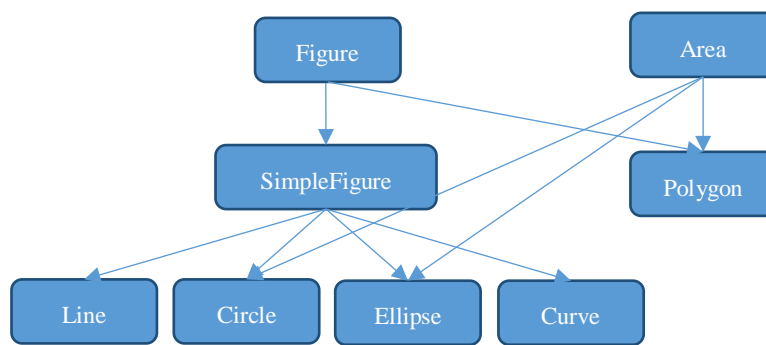 Figure
Area
SimpleFigure
Polygon
Line
Circle
Ellipse
Curve